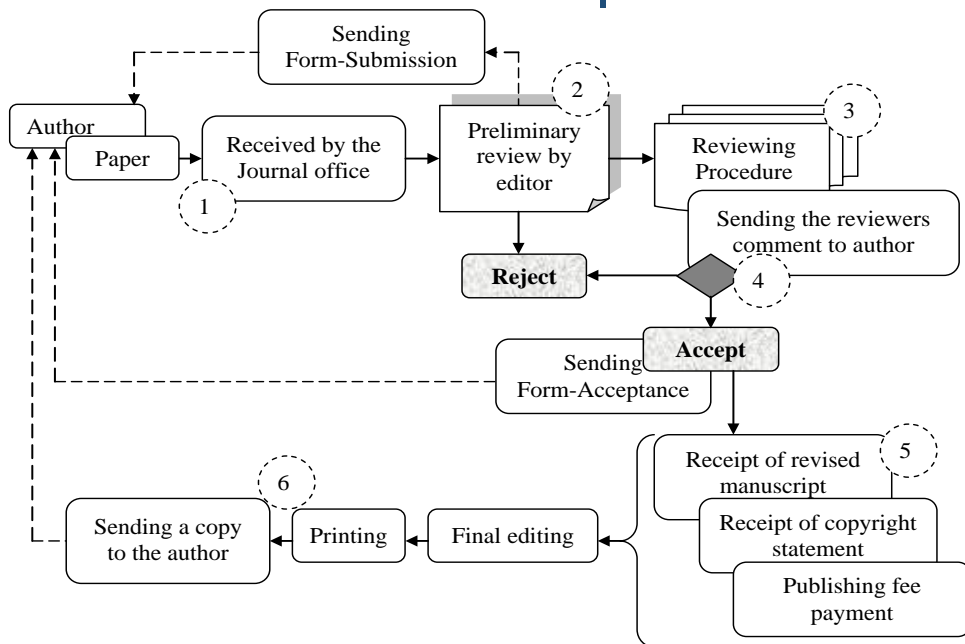 Sending
Form-Submission
Author
Paper
Received by the
Journal office
1
Preliminary
review by
editor
2
Reviewing
Procedure
3
Sending the reviewers
comment to author
Reject
4
Accept
Sending
Form-Acceptance
Receipt of revised
manuscript
5
Receipt of copyright
statement
Publishing fee
payment
Final editing
Printing
6
Sending a copy
to the author